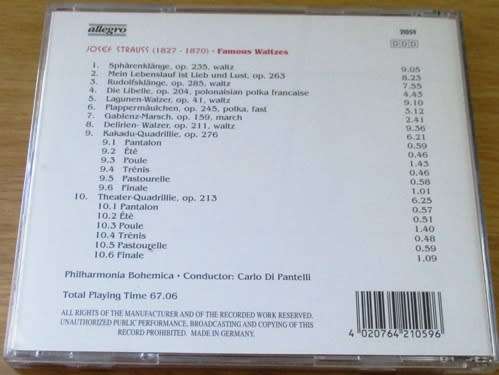 allegro
21059
DDD
JOSEF STRAUSS (1827 - 1870) • Famous Waltzes
1. Sphärenklänge, op. 235, waltz 9.05
2. Mein Lebenslauf ist Lieb und Lust, op. 263 8.23
3. Rudolfsklänge, op. 285, waltz 7.55
4. Die Libelle, op. 204, polonaisian polka francaise 4.43
5. Lagunen-Walzer, op. 41, waltz 9.10
6. Plappermäulchen, op. 245, polka, fast 3.12
7. Gablenz-Marsch, op. 159, march 2.41
8. Delirien- Walzer, op. 211, waltz 9.36
9. Kakadu-Quadrillie, op. 276 6.21
9.1 Pantalon 0.59
9.2 Été 0.46
9.3 Poule 1.43
9.4 Trénis 0.46
9.5 Pastourelle 0.58
9.6 Finale 1.01
10. Theater-Quadrillie, op. 213 6.25
10.1 Pantalon 0.57
10.2 Été 0.51
10.3 Poule 1.40
10.4 Trénis 0.48
10.5 Pastourelle 0.59
10.6 Finale 1.09
Philharmonia Bohemica • Conductor: Carlo Di Pantelli
Total Playing Time 67.06
ALL RIGHTS OF THE MANUFACTURER AND OF THE RECORDED WORK RESERVED.
UNAUTHORIZED PUBLIC PERFORMANCE, BROADCASTING AND COPYING OF THIS
RECORD PROHIBITED. MADE IN GERMANY.
4 020764 210596